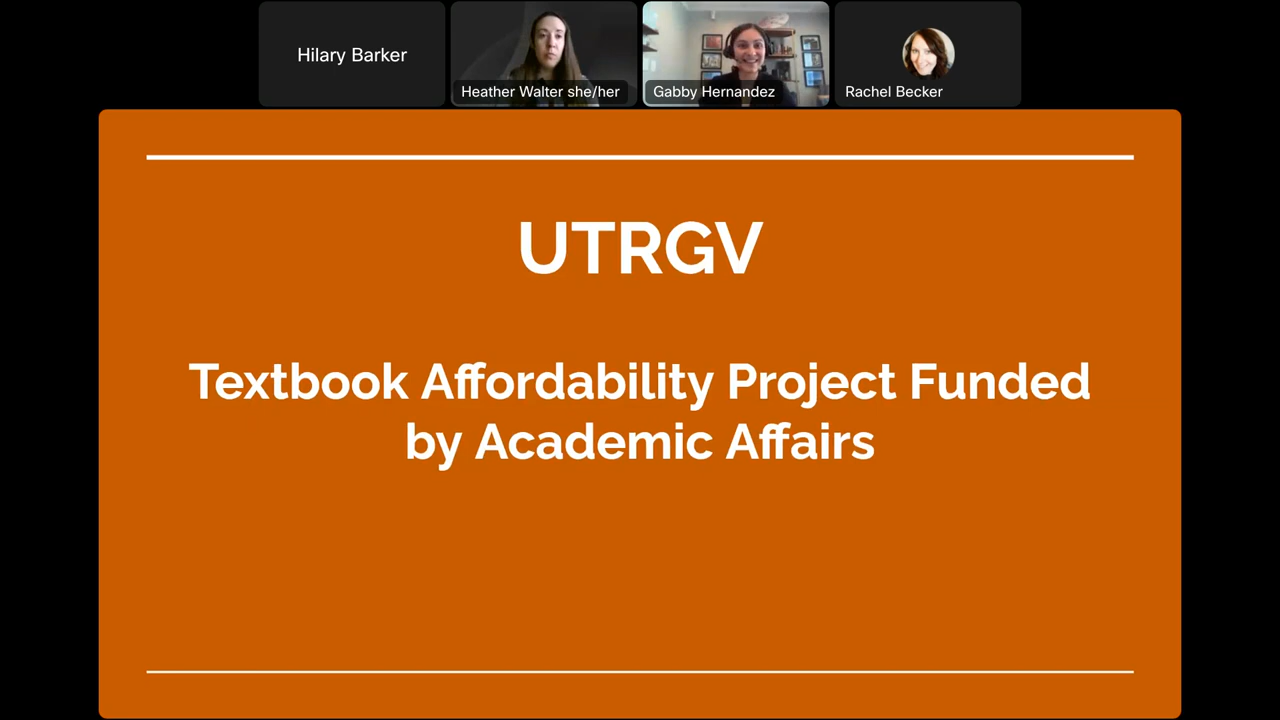 Hilary Barker
Heather Walter she/her
Gabby Hernandez
Rachel Becker
UTRGV
Textbook Affordability Project Funded
by Academic Affairs